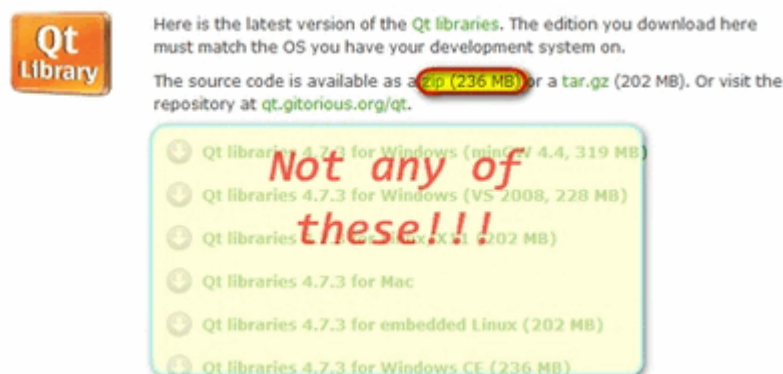 Qt
Library
Here is the latest version of the Qt libraries. The edition you download here
must match the OS you have your development system on.
The source code is available as a zip (236 MB) or a tar.gz (202 MB). Or visit the
repository at qt.gitorious.org/qt.
Qt libraries 4.7.3 for Windows (minGW 4.4, 319 MB)
Not any of
Qt libraries 4.7.3 for Windows (VS 2008, 228 MB)
these!!!
Qt libraries 4.7.3 for Linux/X11 (202 MB)
Qt libraries 4.7.3 for Mac
Qt libraries 4.7.3 for embedded Linux (202 MB)
Qt libraries 4.7.3 for Windows CE (236 MB)